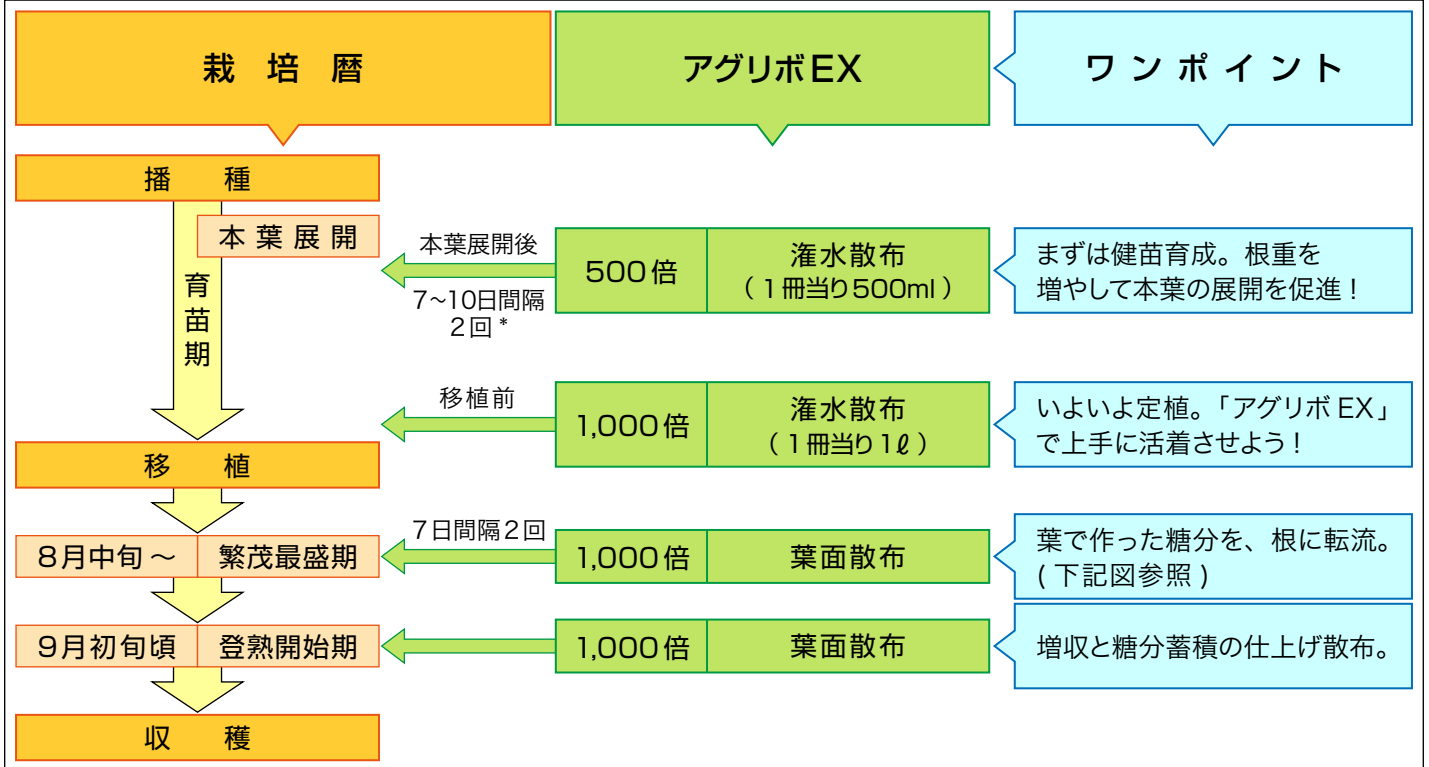 栽培暦
アグリボEX
ワンポイント
播種
本葉展開
育苗期
本葉展開後
7~10日間隔
2回*
500倍
潅水散布
(1冊当り500ml)
まずは健苗育成。根重を
増やして本葉の展開を促進!
移植前
1,000倍
潅水散布
(1冊当り1ℓ)
いよいよ定植。「アグリボEX」
で上手に活着させよう!
移植
8月中旬~
繁茂最盛期
7日間隔2回
1,000倍
葉面散布
葉で作った糖分を、根に転流。
(下記図参照)
9月初旬頃
登熟開始期
1,000倍
葉面散布
増収と糖分蓄積の仕上げ散布。
収穫